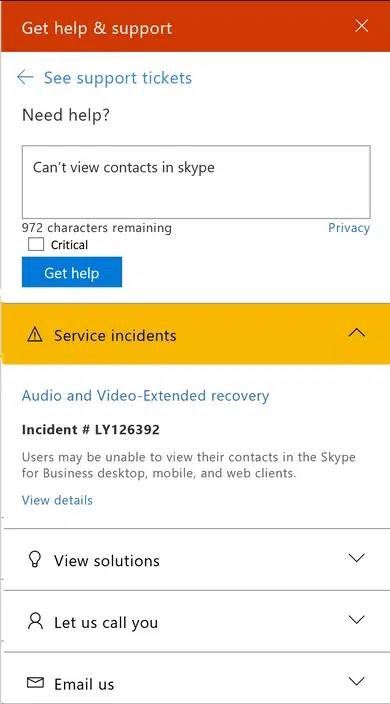 Get help & support
See support tickets
Need help?
Can't view contacts in skype
972 characters remaining
Privacy
Critical
Get help
Service incidents
Audio and Video-Extended recovery
Incident # LY126392
Users may be unable to view their contacts in the Skype
for Business desktop, mobile, and web clients.
View details
View solutions
Let us call you
Email us